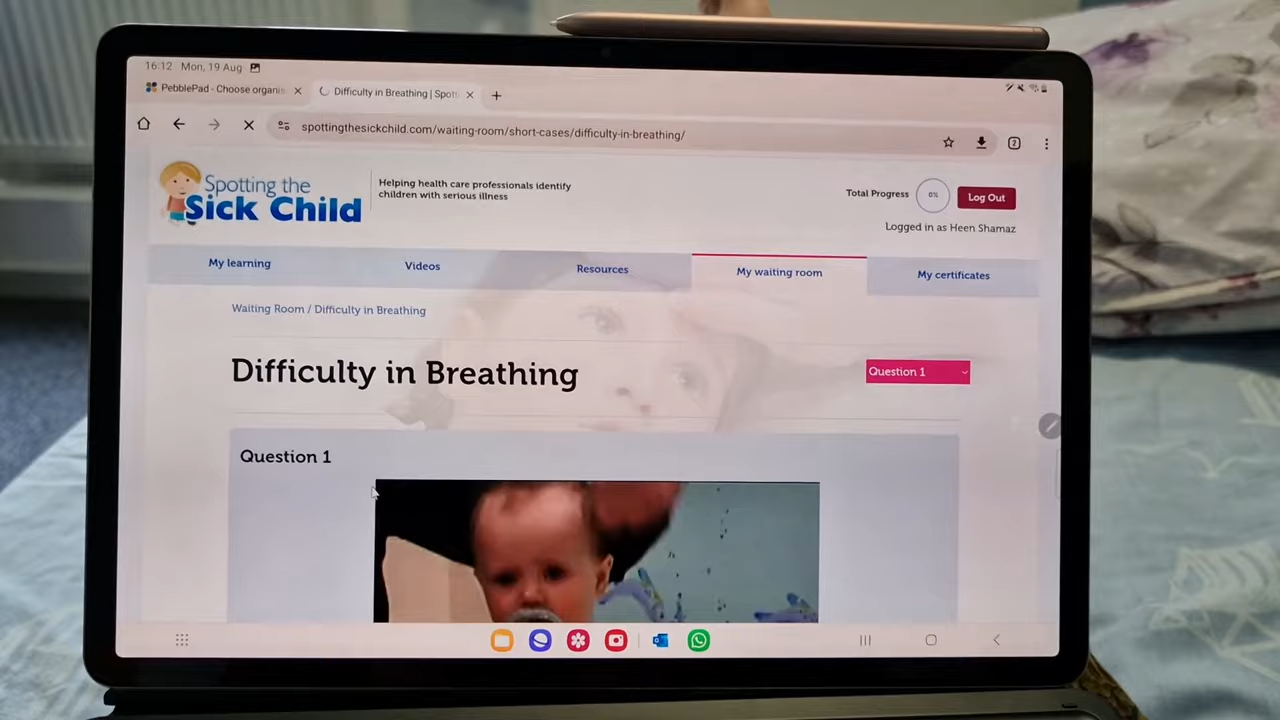 16:12 Mon, 19 Aug
PebblePad - Choose organis
Difficulty in Breathing | Spott
spottingthesickchild.com/waiting-room/short-cases/difficulty-in-breathing/
2
Spotting the
Sick Child
Helping health care professionals identify
children with serious illness
Total Progress 0% Log Out
Logged in as Heen Shamaz
My learning Videos Resources My waiting room My certificates
Waiting Room / Difficulty in Breathing
Difficulty in Breathing
Question 1
Question 1